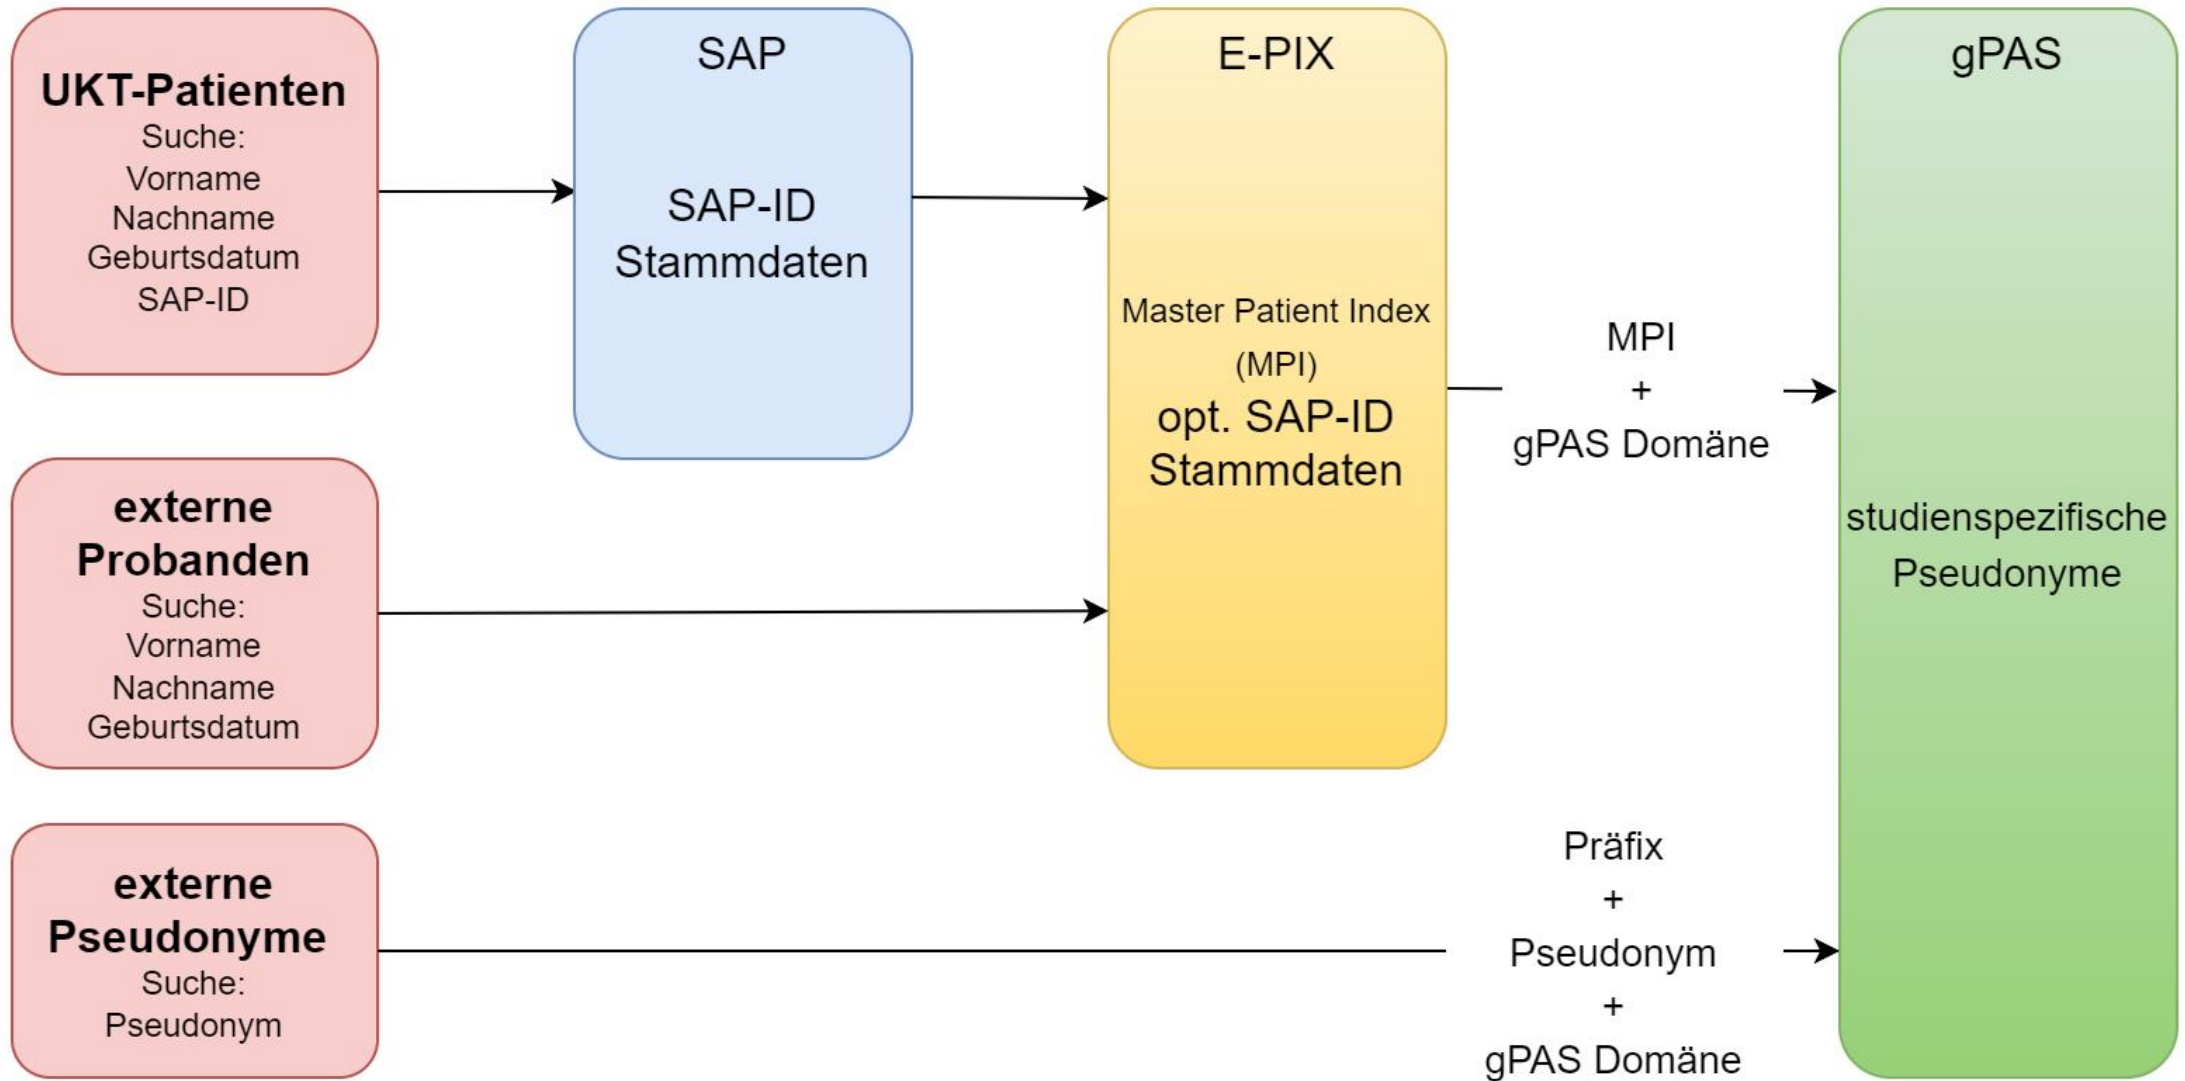 UKT-Patienten
Suche:
Vorname
Nachname
Geburtsdatum
SAP-ID
SAP
SAP-ID
Stammdaten
E-PIX
Master Patient Index
(MPI)
opt. SAP-ID
Stammdaten
MPI
+
gPAS Domäne
gPAS
studienspezifische
Pseudonyme
externe
Probanden
Suche:
Vorname
Nachname
Geburtsdatum
externe
Pseudonyme
Suche:
Pseudonym
Präfix
+
Pseudonym
+
gPAS Domäne